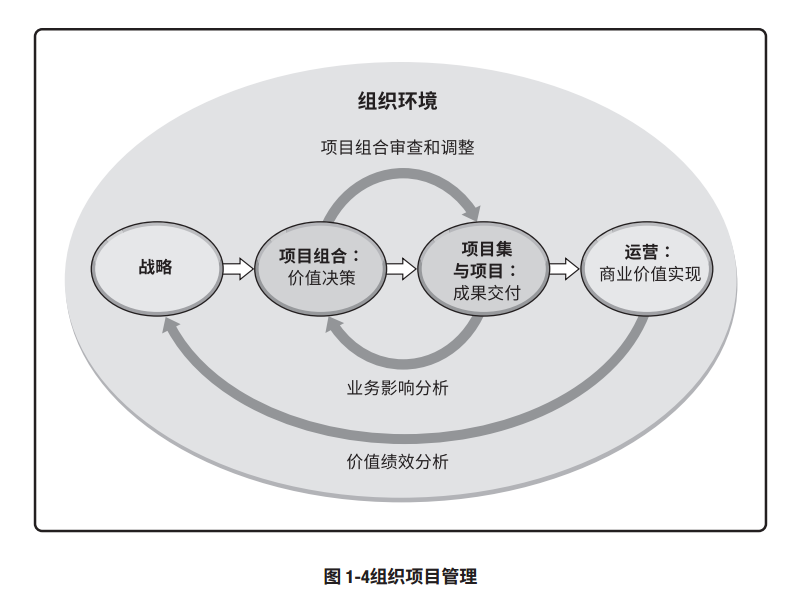 组织环境
项目组合审查和调整
战略
项目组合：
价值决策
项目集
与项目：
成果交付
运营：
商业价值实现
业务影响分析
价值绩效分析
图 1-4组织项目管理